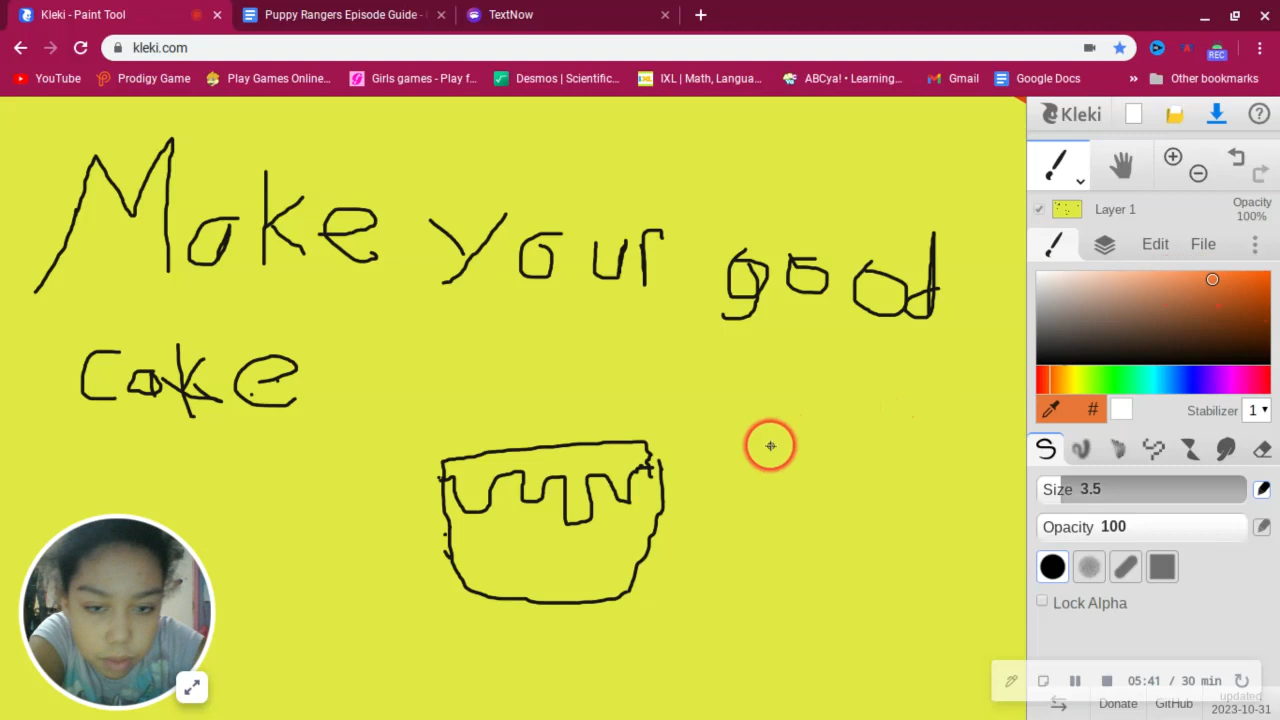 Kleki - Paint Tool
Puppy Rangers Episode Guide -
TextNow
kleki.com
REC
YouTube
Prodigy Game
Play Games Online...
Girls games - Play f...
Desmos | Scientific...
IXL | Math, Langua...
ABCya! • Learning...
Gmail
Google Docs
Other bookmarks
Make your good
cake
Kleki
Layer 1
Opacity
100%
Edit
File
#
Stabilizer 1
Size 3.5
Opacity 100
Lock Alpha
05:41 / 30 min
Donate
GitHub
updated
2023-10-31